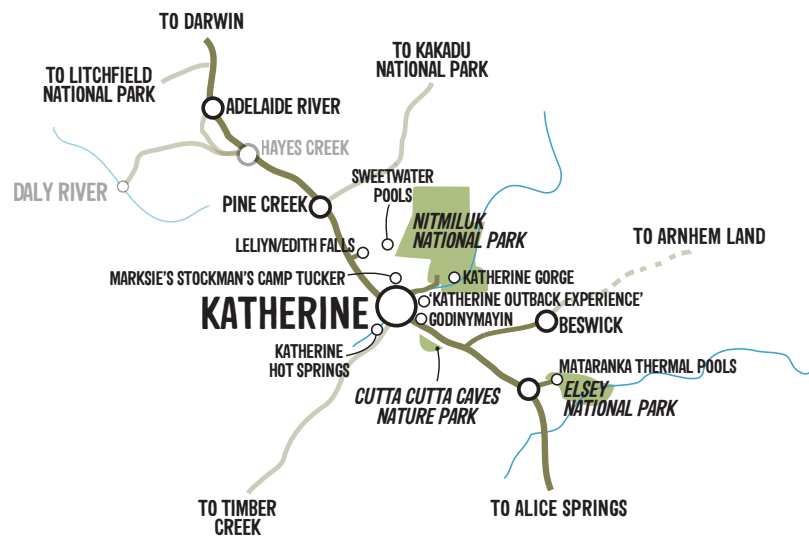 TO DARWIN
TO LITCHFIELD
NATIONAL PARK
TO KAKADU
NATIONAL PARK
ADELAIDE RIVER
HAYES CREEK
DALY RIVER
SWEETWATER
POOLS
PINE CREEK
NITMILUK
NATIONAL PARK
LELIYN/EDITH FALLS
TO ARNHEM LAND
MARKSIE'S STOCKMAN'S CAMP TUCKER
KATHERINE GORGE
KATHERINE
'KATHERINE OUTBACK EXPERIENCE'
GODINYMAYIN
BESWICK
KATHERINE
HOT SPRINGS
MATARANKA THERMAL POOLS
CUTTA CUTTA CAVES
NATURE PARK
ELSEY
NATIONAL PARK
TO TIMBER
CREEK
TO ALICE SPRINGS